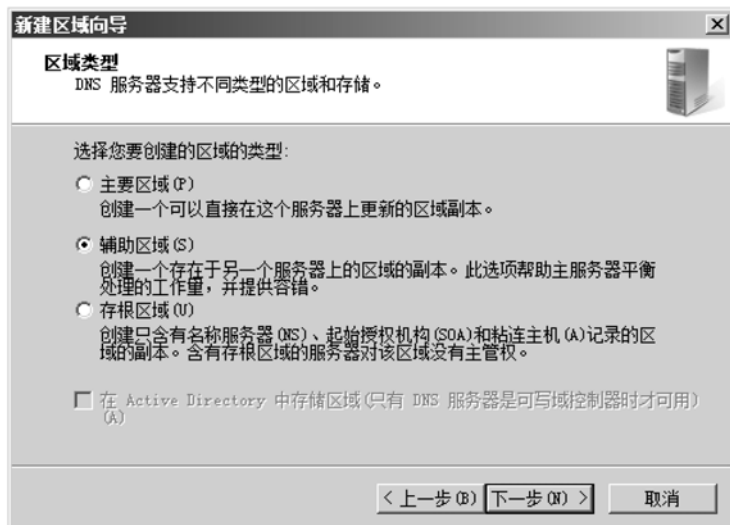 新建区域向导
区域类型
DNS 服务器支持不同类型的区域和存储。
选择您要创建的区域的类型:
主要区域(P)
创建一个可以直接在这个服务器上更新的区域副本。
辅助区域(S)
创建一个存在于另一个服务器上的区域的副本。此选项帮助主服务器平衡
处理的工作量，并提供容错。
存根区域(U)
创建只含有名称服务器(NS)、起始授权机构(SOA)和粘连主机(A)记录的区
域的副本。含有存根区域的服务器对该区域没有主管权。
在 Active Directory 中存储区域(只有 DNS 服务器是可写域控制器时才可用)
(A)
< 上一步(B) 下一步(N) > 取消